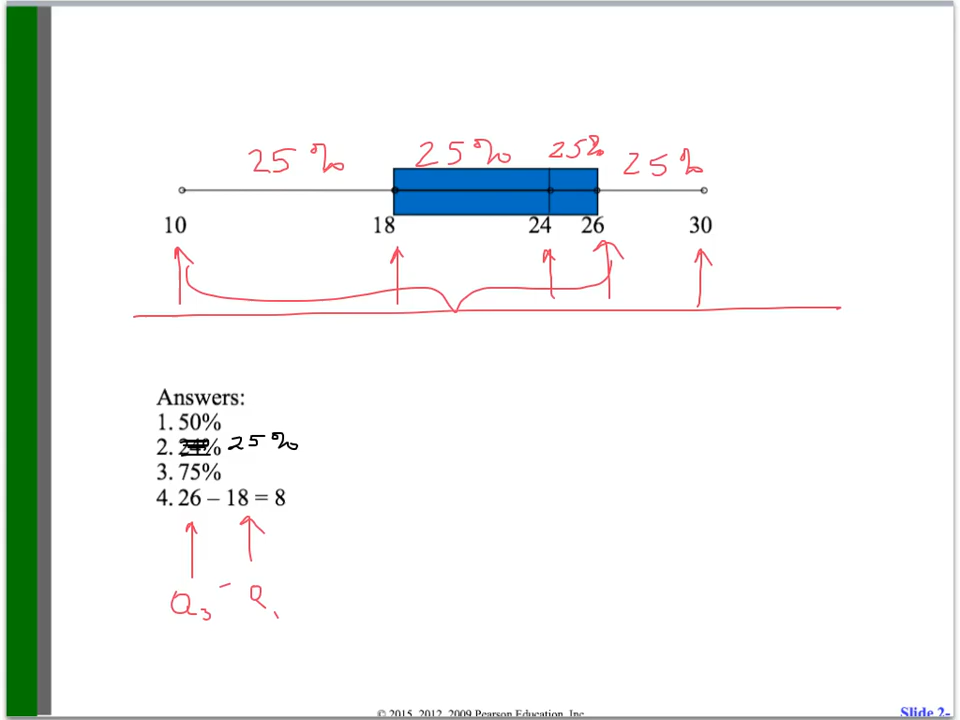 25% 25% 25% 25%
10 18 24 26 30
Answers:
1. 50%
2. 25%
3. 75%
4. 26 – 18 = 8
Q3 - Q1
© 2015, 2012, 2009 Pearson Education, Inc.
Slide 2-